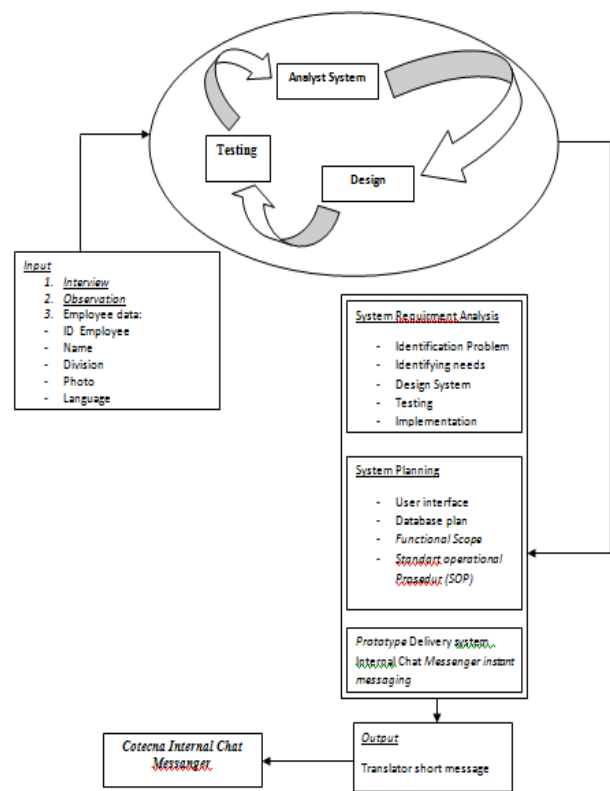 Analyst System
Testing
Design
Input
1. Interview
2. Observation
3. Employee data:
- ID Employee
- Name
- Division
- Photo
- Language
System Requirment Analysis
- Identification Problem
- Identifying needs
- Design System
- Testing
- Implementation
System Planning
- User interface
- Database plan
- Functional Scope
- Standart operational
Prosedur (SOP)
Prototype Delivery system
Internal Chat Messenger instant
messaging
Output
Translator short message
Cotecna Internal Chat
Messanger